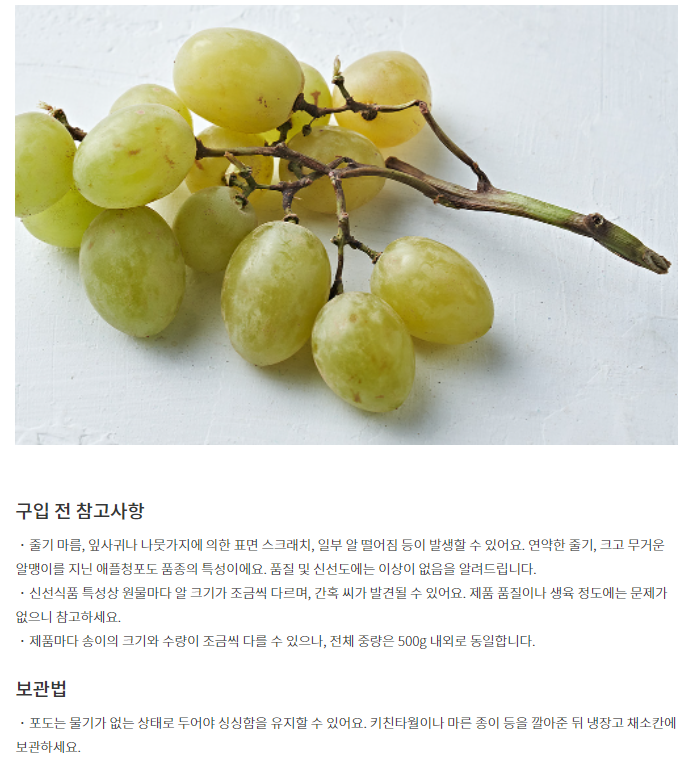 구입 전 참고사항
· 줄기 마름, 잎사귀나 나뭇가지에 의한 표면 스크래치, 일부 알 떨어짐 등이 발생할 수 있어요. 연약한 줄기, 크고 무거운
알맹이를 지닌 애플청포도 품종의 특성이에요. 품질 및 신선도에는 이상이 없음을 알려드립니다.
· 신선식품 특성상 원물마다 알 크기가 조금씩 다르며, 간혹 씨가 발견될 수 있어요. 제품 품질이나 생육 정도에는 문제가
없으니 참고하세요.
· 제품마다 송이의 크기와 수량이 조금씩 다를 수 있으나, 전체 중량은 500g 내외로 동일합니다.
보관법
· 포도는 물기가 없는 상태로 두어야 싱싱함을 유지할 수 있어요. 키친타월이나 마른 종이 등을 깔아준 뒤 냉장고 채소칸에
보관하세요.